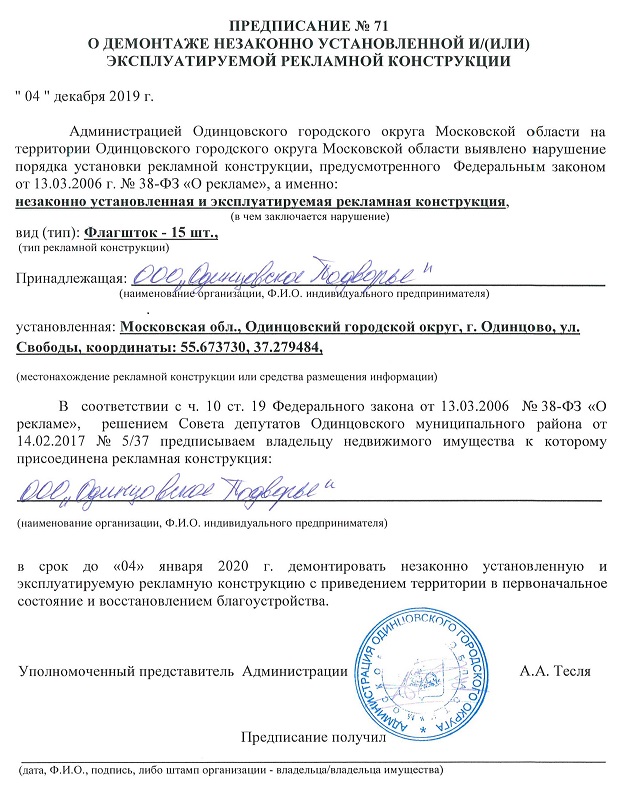 ПРЕДПИСАНИЕ № 71
О ДЕМОНТАЖЕ НЕЗАКОННО УСТАНОВЛЕННОЙ И/(ИЛИ)
ЭКСПЛУАТИРУЕМОЙ РЕКЛАМНОЙ КОНСТРУКЦИИ
" 04 " декабря 2019 г.
Администрацией Одинцовского городского округа Московской области на
территории Одинцовского городского округа Московской области выявлено нарушение
порядка установки рекламной конструкции, предусмотренного Федеральным законом
от 13.03.2006 г. № 38-ФЗ «О рекламе», а именно:
незаконно установленная и эксплуатируемая рекламная конструкция,
(в чем заключается нарушение)
вид (тип): Флагшток - 15 шт.,
(тип рекламной конструкции)
Принадлежащая: ООО „Одинцовское Подворье"
(наименование организации, Ф.И.О. индивидуального предпринимателя)
установленная: Московская обл., Одинцовский городской округ, г. Одинцово, ул.
Свободы, координаты: 55.673730, 37.279484,
(местонахождение рекламной конструкции или средства размещения информации)
В соответствии с ч. 10 ст. 19 Федерального закона от 13.03.2006 № 38-ФЗ «О
рекламе», решением Совета депутатов Одинцовского муниципального района от
14.02.2017 № 5/37 предписываем владельцу недвижимого имущества к которому
присоединена рекламная конструкция:
ООО „Одинцовское Подворье"
(наименование организации, Ф.И.О. индивидуального предпринимателя)
в срок до «04» января 2020 г. демонтировать незаконно установленную и
эксплуатируемую рекламную конструкцию с приведением территории в первоначальное
состояние и восстановлением благоустройства.
АДМИНИСТРАЦИЯ ОДИНЦОВСКОГО ГОРОДСКОГО ОКРУГА
Уполномоченный представитель Администрации А.А. Тесля
Предписание получил
(дата, Ф.И.О., подпись, либо штамп организации - владельца/владельца имущества)